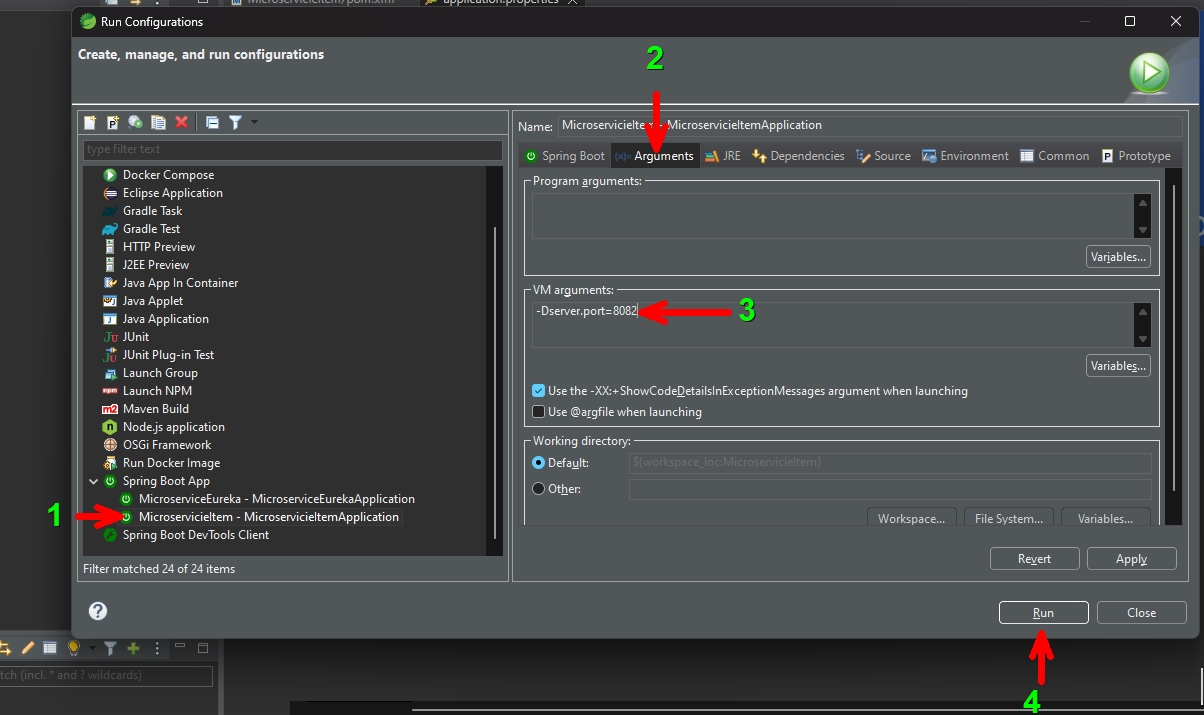 MicroserviceItem/pom.xml
application.properties
Run Configurations
Create, manage, and run configurations
2
type filter text
Docker Compose
Eclipse Application
Gradle Task
Gradle Test
HTTP Preview
J2EE Preview
Java App In Container
Java Applet
Java Application
JUnit
JUnit Plug-in Test
Launch Group
Launch NPM
Maven Build
Node.js application
OSGi Framework
Run Docker Image
Spring Boot App
MicroserviceEureka - MicroserviceEurekaApplication
1
MicroservicieItem - MicroservicieItemApplication
Spring Boot DevTools Client
Filter matched 24 of 24 items
Name:
MicroservicieItem - MicroservicieItemApplication
Spring Boot
(x)= Arguments
JRE
Dependencies
Source
Environment
Common
Prototype
Program arguments:
Variables...
VM arguments:
-Dserver.port=8082
3
Variables...
Use the -XX:+ShowCodeDetailsInExceptionMessages argument when launching
Use @argfile when launching
Working directory:
Default:
${workspace_loc:MicroservicieItem}
Other:
Workspace...
File System...
Variables...
Revert
Apply
Run
Close
4
tch (incl. * and ? wildcards)